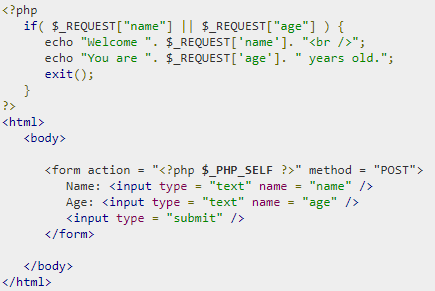 <?php
   if( $_REQUEST["name"] || $_REQUEST["age"] ) {
      echo "Welcome ". $_REQUEST['name']. "<br />";
      echo "You are ". $_REQUEST['age']. " years old.";
      exit();
   }
?>
<html>
   <body>

      <form action = "<?php $_PHP_SELF ?>" method = "POST">
         Name: <input type = "text" name = "name" />
         Age: <input type = "text" name = "age" />
         <input type = "submit" />
      </form>

   </body>
</html>